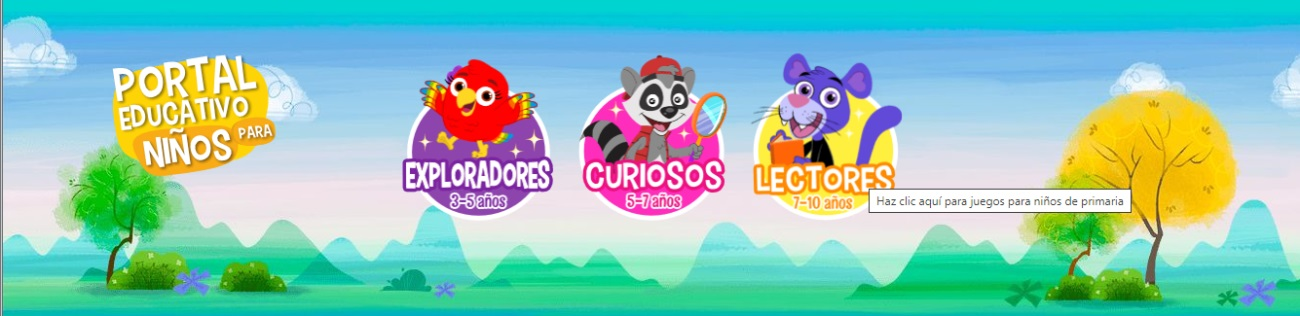 PORTAL
EDUCATIVO
PARA
NIÑOS
EXPLORADORES
3-5 años
CURIOSOS
5-7 años
LECTORES
7-10 años
Haz clic aquí para juegos para niños de primaria